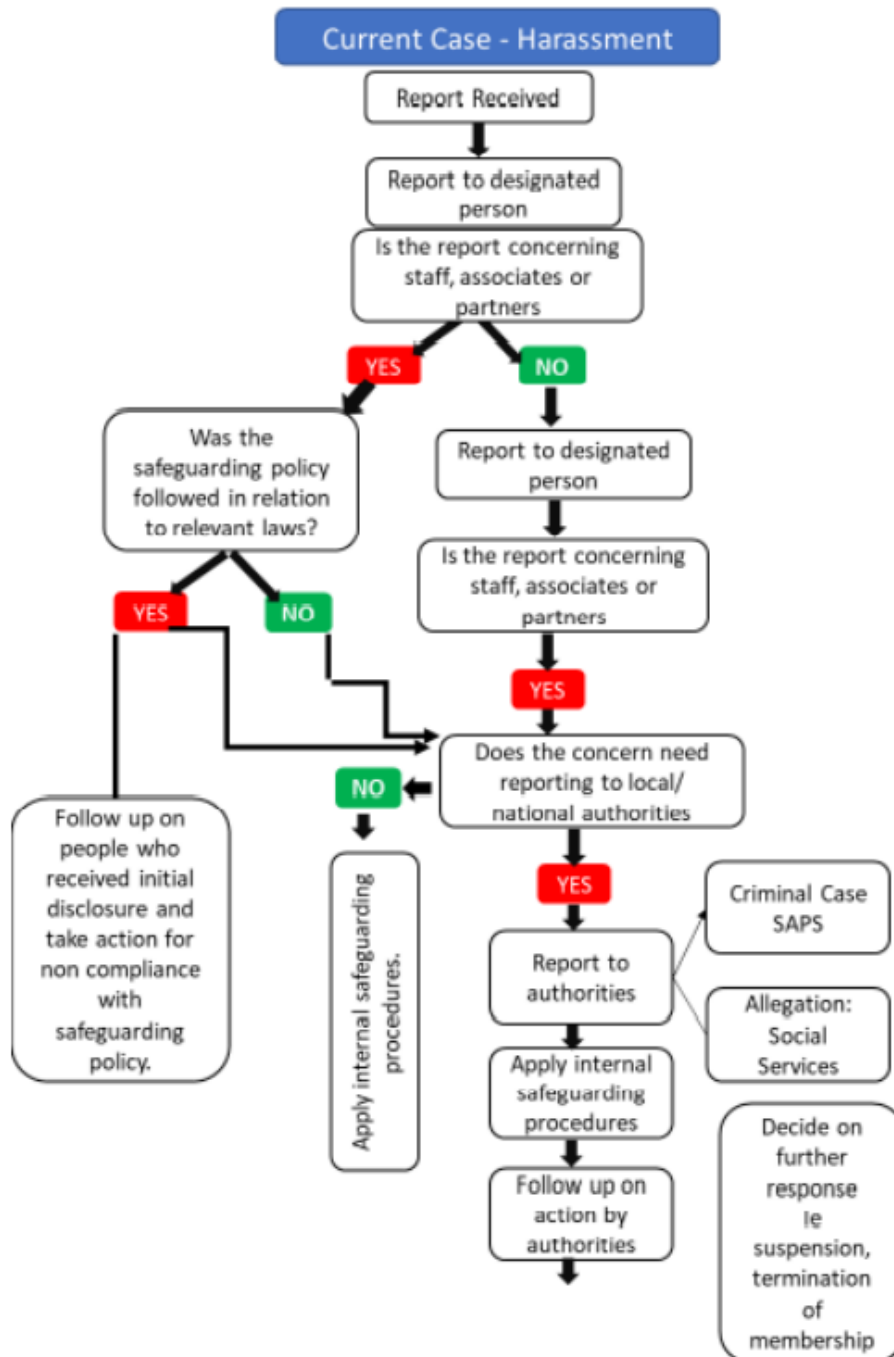 Current Case - Harassment
Report Received
Report to designated
person
Is the report concerning
staff, associates or
partners
YES
NO
Was the
safeguarding policy
followed in relation
to relevant laws?
Report to designated
person
Is the report concerning
staff, associates or
partners
YES
NO
YES
Does the concern need
reporting to local/
national authorities
NO
YES
Follow up on
people who
received initial
disclosure and
take action for
non compliance
with
safeguarding
policy.
Apply internal safeguarding
procedures.
Report to
authorities
Criminal Case
SAPS
Allegation:
Social
Services
Apply internal
safeguarding
procedures
Follow up on
action by
authorities
Decide on
further
response
Ie
suspension,
termination
of
membership